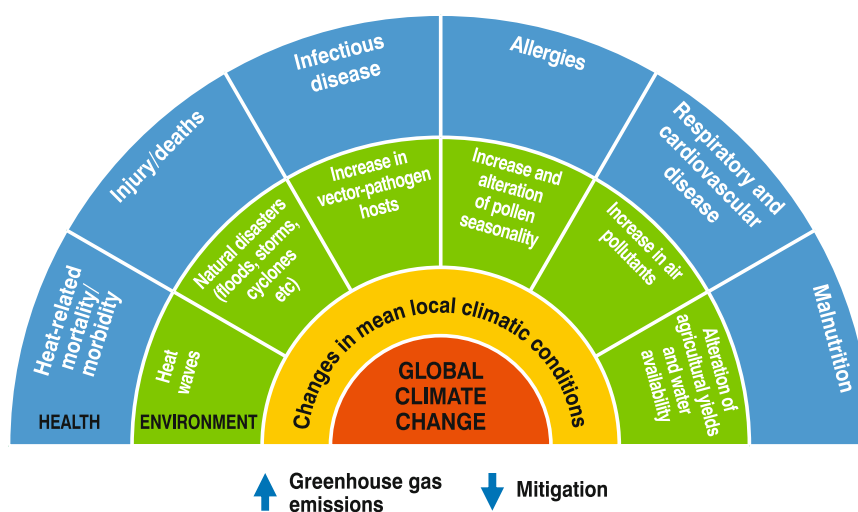 Heat-related
mortality/
morbidity
Injury/deaths
Infectious
disease
Allergies
Respiratory and
cardiovascular
disease
Malnutrition
HEALTH
Heat
waves
Natural disasters
(floods, storms,
cyclones
etc)
Increase in
vector-pathogen
hosts
Increase and
alteration
of pollen
seasonality
Increase in air
pollutants
Alteration of
agricultural yields
and water
availability
ENVIRONMENT
Changes in mean local climatic conditions
GLOBAL
CLIMATE
CHANGE
Greenhouse gas
emissions
Mitigation